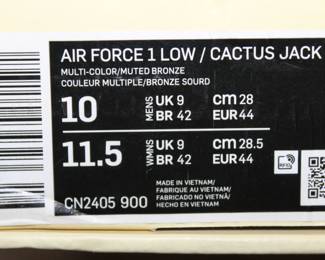 AIR FORCE 1 LOW / CACTUS JACK
MULTI-COLOR/MUTED BRONZE
COULEUR MULTIPLE/BRONZE SOURD
10 MENS UK 9 cm 28
BR 42 EUR 44
11.5 WMNS UK 9 cm 28.5
BR 42 EUR 44
RFID
MADE IN VIETNAM/
FABRIQUE AU VIETNAM/
FABRICADO NO VIETNÃ/
HECHO EN VIETNAM
CN2405 900